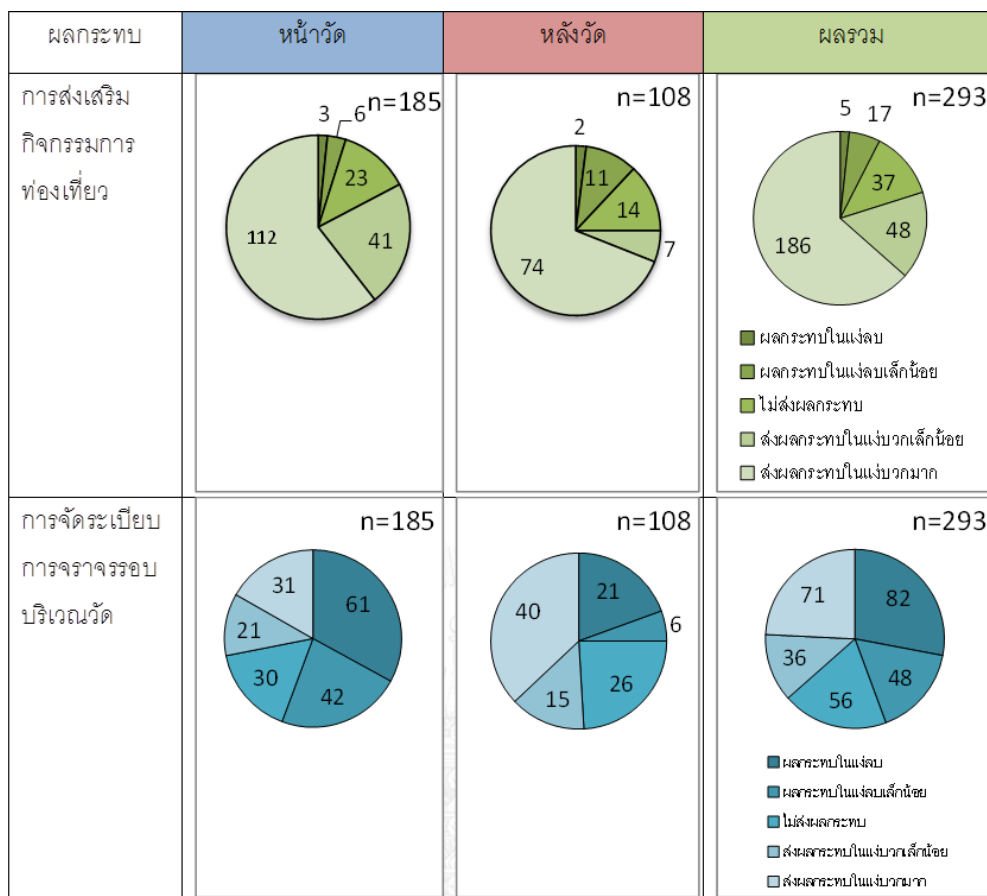 ผลกระทบ หน้าวัด หลังวัด ผลรวม
การส่งเสริม
กิจกรรมการ
ท่องเที่ยว
n=185
3 6
23
41
112
n=108
2
11
14
7
74
n=293
5 17
37
48
186
ผลกระทบในแง่ลบ
ผลกระทบในแง่ลบเล็กน้อย
ไม่ส่งผลกระทบ
ส่งผลกระทบในแง่บวกเล็กน้อย
ส่งผลกระทบในแง่บวกมาก
การจัดระเบียบ
การจราจรรอบ
บริเวณวัด
n=185
31 61
21
30 42
n=108
40 21
6
15 26
n=293
71 82
36 48
56
ผลกระทบในแง่ลบ
ผลกระทบในแง่ลบเล็กน้อย
ไม่ส่งผลกระทบ
ส่งผลกระทบในแง่บวกเล็กน้อย
ส่งผลกระทบในแง่บวกมาก